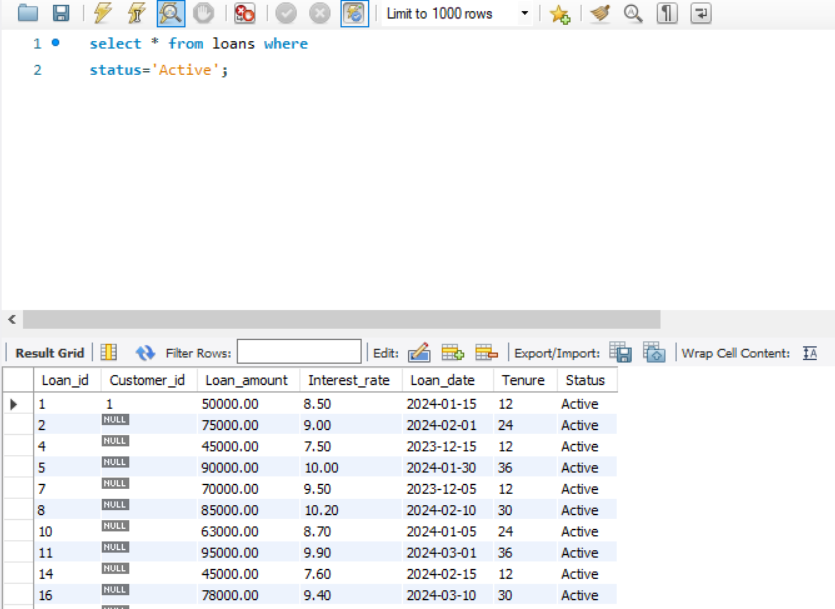 Limit to 1000 rows
1 select * from loans where
2 status='Active';
Result Grid Filter Rows: Edit: Export/Import: Wrap Cell Content: IA
Loan_id Customer_id Loan_amount Interest_rate Loan_date Tenure Status
1 1 50000.00 8.50 2024-01-15 12 Active
2 NULL 75000.00 9.00 2024-02-01 24 Active
4 NULL 45000.00 7.50 2023-12-15 12 Active
5 NULL 90000.00 10.00 2024-01-30 36 Active
7 NULL 70000.00 9.50 2023-12-05 12 Active
8 NULL 85000.00 10.20 2024-02-10 30 Active
10 NULL 63000.00 8.70 2024-01-05 24 Active
11 NULL 95000.00 9.90 2024-03-01 36 Active
14 NULL 45000.00 7.60 2024-02-15 12 Active
16 NULL 78000.00 9.40 2024-03-10 30 Active